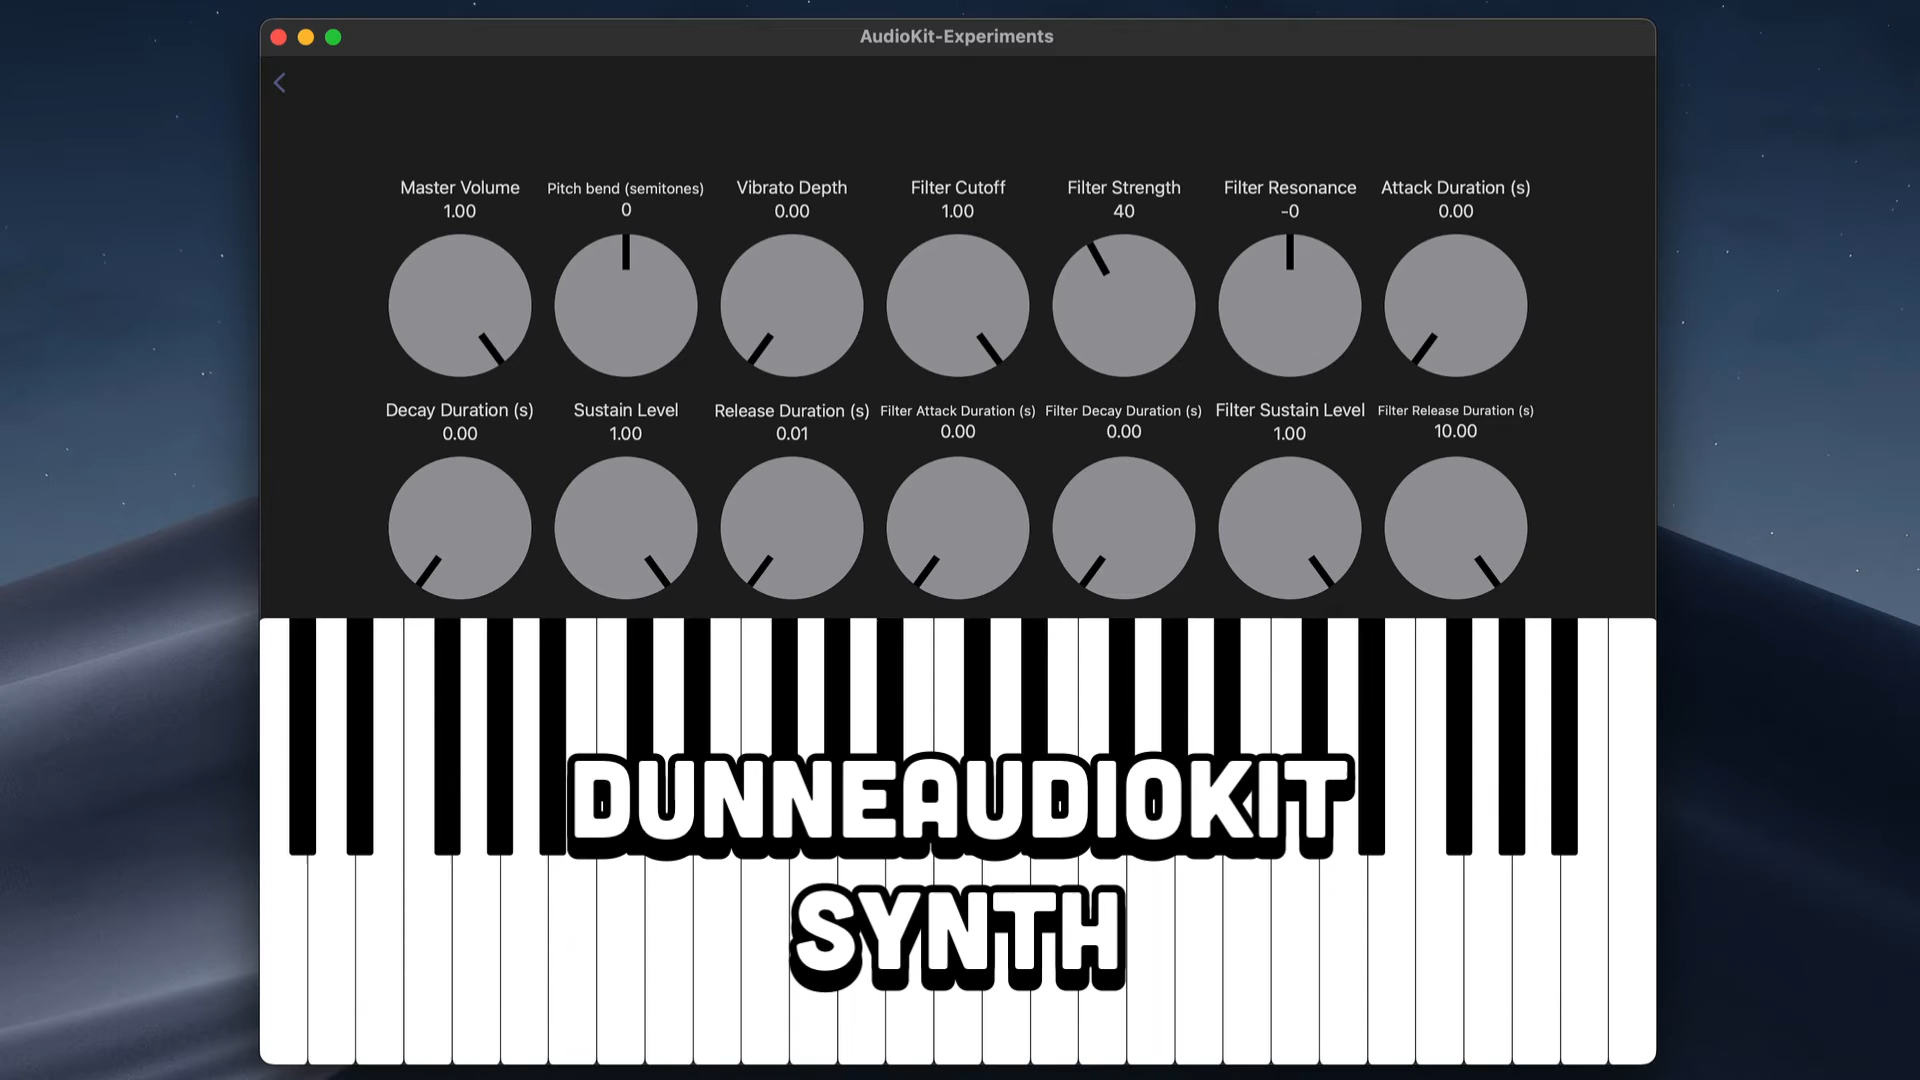 AudioKit-Experiments
Master Volume Pitch bend (semitones) Vibrato Depth Filter Cutoff Filter Strength Filter Resonance Attack Duration (s)
1.00 0 0.00 1.00 40 -0 0.00
Decay Duration (s) Sustain Level Release Duration (s) Filter Attack Duration (s) Filter Decay Duration (s) Filter Sustain Level Filter Release Duration (s)
0.00 1.00 0.01 0.00 0.00 1.00 10.00
DUNNEAUDIOKIT
SYNTH